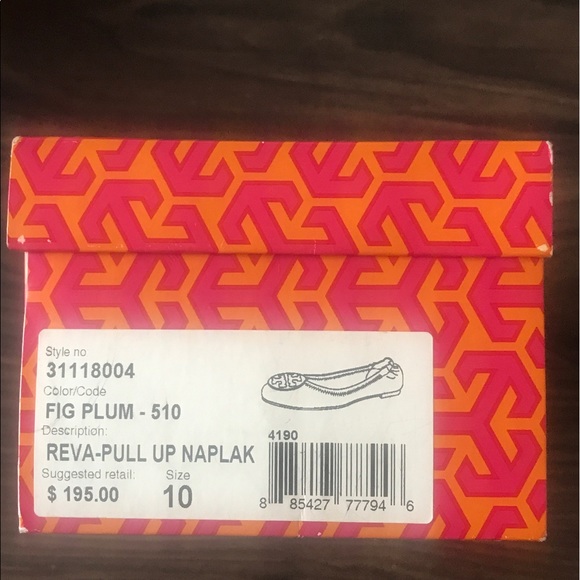 Style no
31118004
Color/Code
FIG PLUM - 510
Description:
REVA-PULL UP NAPLAK
Suggested retail: Size
$ 195.00 10
4190
8 85427 77794 6